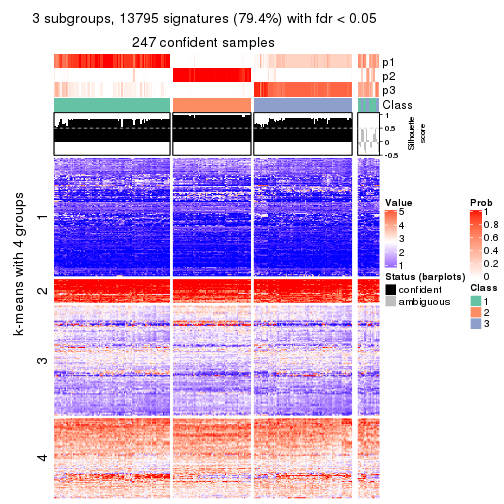 3 subgroups, 13795 signatures (79.4%) with fdr < 0.05
247 confident samples
p1
p2
p3
Class
1
0.5
0
-0.5
Silhouette
score
k-means with 4 groups
1
2
3
4
Value
5
4
3
2
1
Status (barplots)
confident
ambiguous
Prob
1
0.8
0.6
0.4
0.2
0
Class
1
2
3